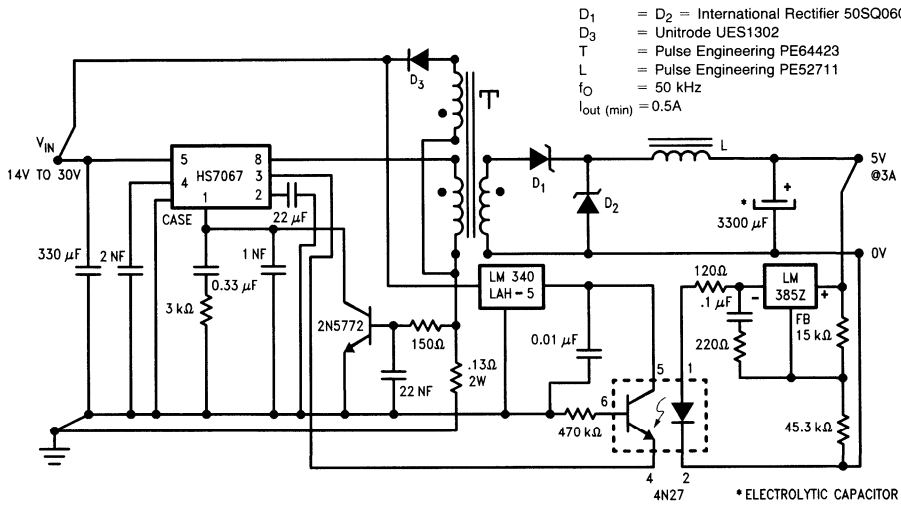 D1 = D2 = International Rectifier 50SQ060
D3 = Unitrode UES1302
T = Pulse Engineering PE64423
L = Pulse Engineering PE52711
fO = 50 kHz
Iout (min) = 0.5A
D3
T
VIN
14V TO 30V
5
8
4
HS7067
3
2
1
CASE
22 μF
D1
L
D2
*
+
3300 μF
5V
@3A
0V
330 μF
2 NF
0.33 μF
1 NF
3 kΩ
2N5772
150Ω
22 NF
.13Ω
2W
LM 340
LAH-5
0.01 μF
120Ω
.1 μF
220Ω
-
LM
385Z
+
FB
15 kΩ
5
1
6
470 kΩ
45.3 kΩ
4
2
4N27
* ELECTROLYTIC CAPACITOR